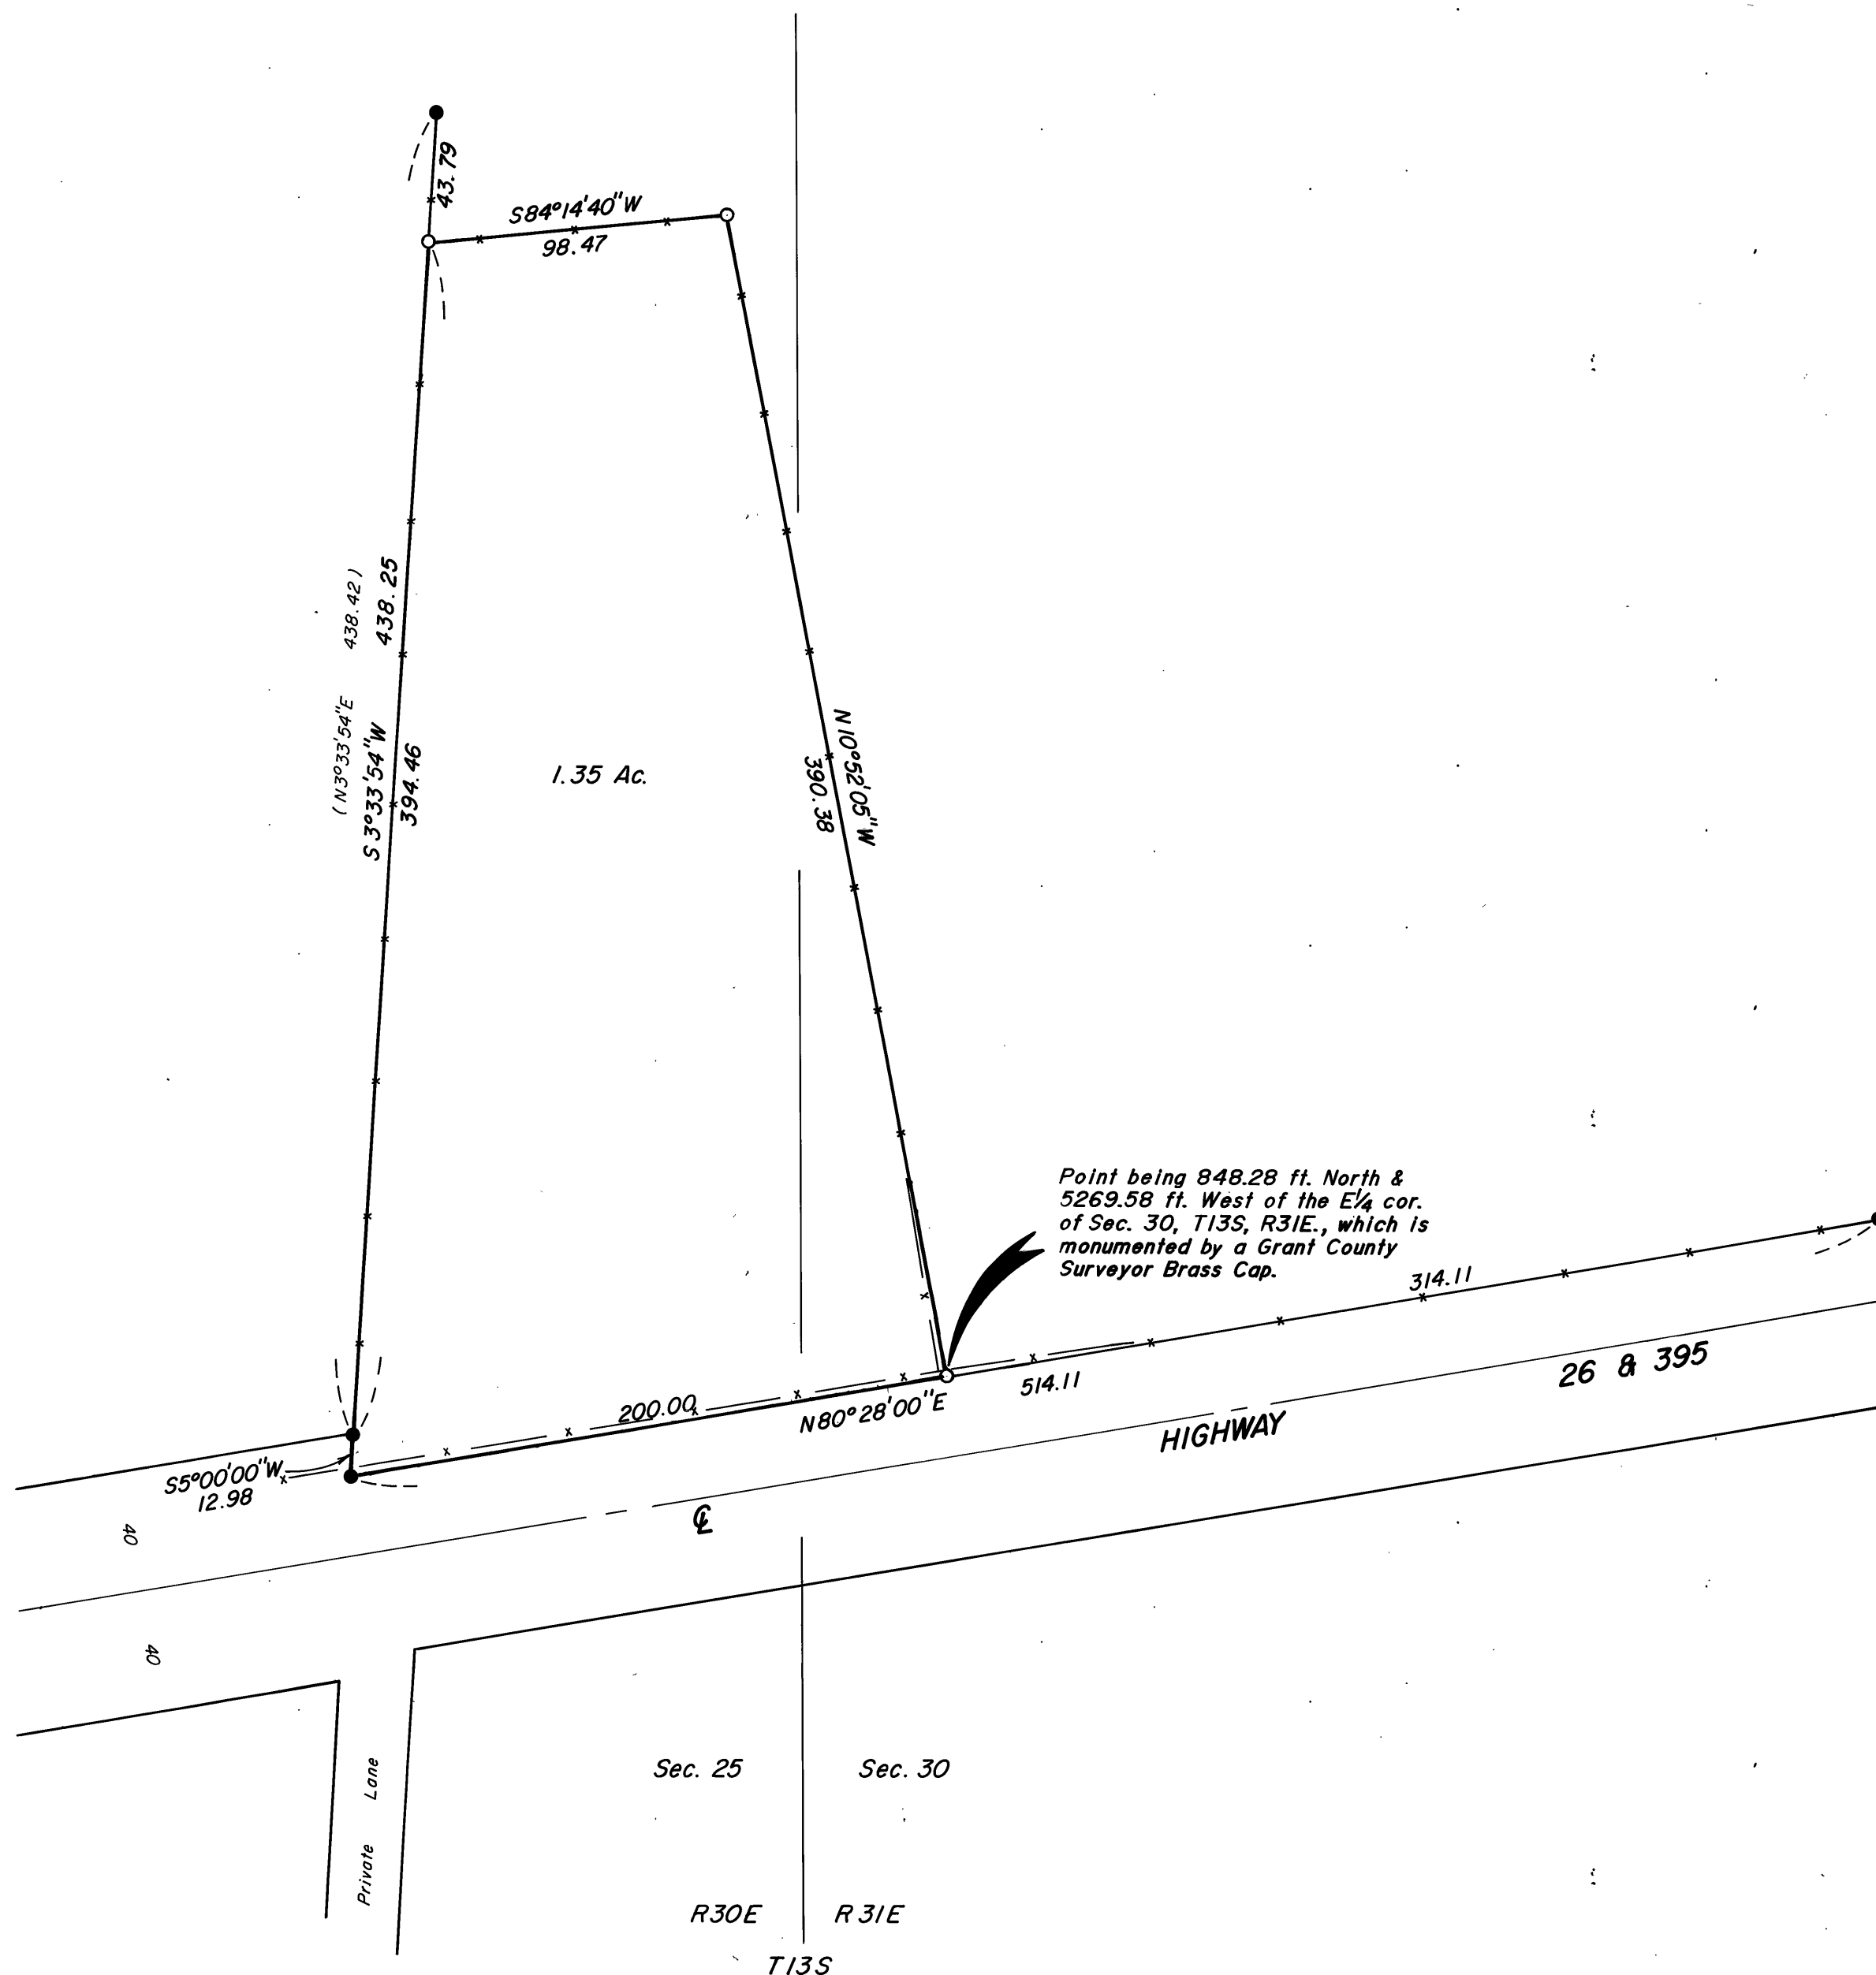 43.79
S84°14'40"W
98.47
(N3°33'54"E 438.42)
S 3°33'54"W 438.25
394.46
1.35 Ac.
N 10°52'05"W
390.38
Point being 848.28 ft. North &
5269.58 ft. West of the E1/4 cor.
of Sec. 30, T13S, R31E., which is
monumented by a Grant County
Surveyor Brass Cap.
314.11
200.00
N80°28'00"E
514.11
26 & 395
HIGHWAY
S5°00'00"W
12.98
℄
40
40
Private Lane
Sec. 25
Sec. 30
R30E
R31E
T13S